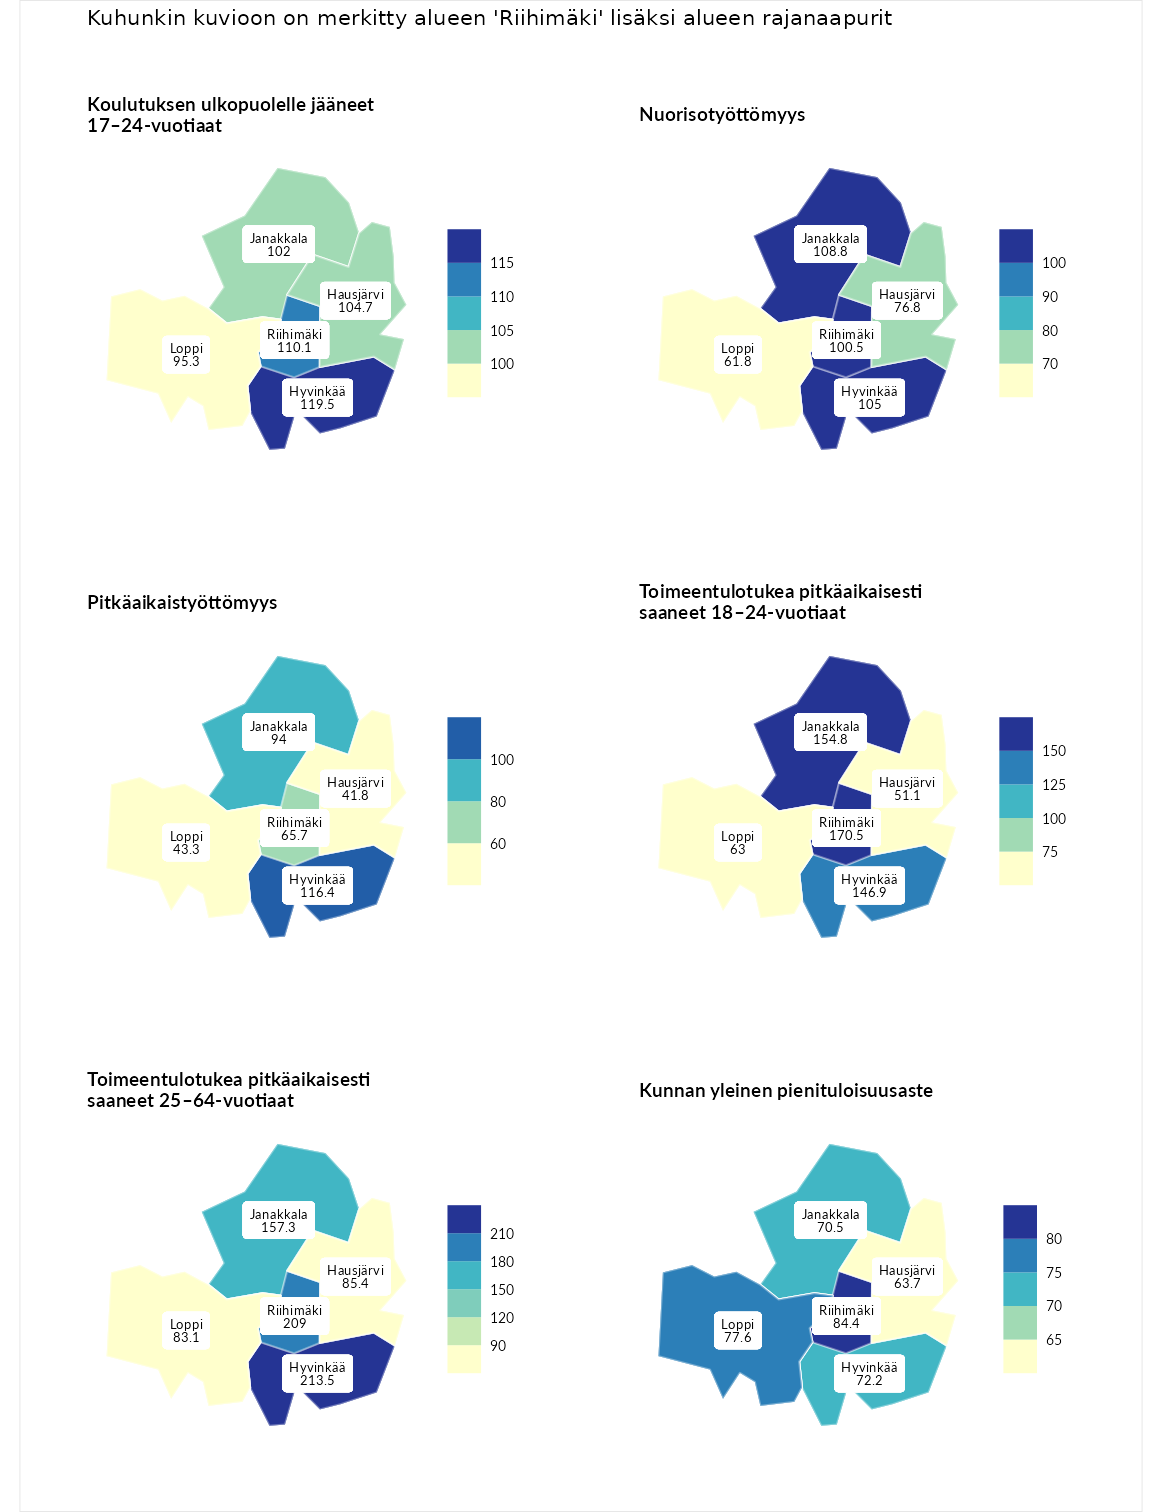 Kuhunkin kuvioon on merkitty alueen 'Riihimäki' lisäksi alueen rajanaapurit
Koulutuksen ulkopuolelle jääneet
17–24-vuotiaat
Janakkala
102
Hausjärvi
104.7
Riihimäki
110.1
Loppi
95.3
Hyvinkää
119.5
115
110
105
100
Nuorisotyöttömyys
Janakkala
108.8
Hausjärvi
76.8
Riihimäki
100.5
Loppi
61.8
Hyvinkää
105
100
90
80
70
Pitkäaikaistyöttömyys
Janakkala
94
Hausjärvi
41.8
Riihimäki
65.7
Loppi
43.3
Hyvinkää
116.4
100
80
60
Toimeentulotukea pitkäaikaisesti
saaneet 18–24-vuotiaat
Janakkala
154.8
Hausjärvi
51.1
Riihimäki
170.5
Loppi
63
Hyvinkää
146.9
150
125
100
75
Toimeentulotukea pitkäaikaisesti
saaneet 25–64-vuotiaat
Janakkala
157.3
Hausjärvi
85.4
Riihimäki
209
Loppi
83.1
Hyvinkää
213.5
210
180
150
120
90
Kunnan yleinen pienituloisuusaste
Janakkala
70.5
Hausjärvi
63.7
Riihimäki
84.4
Loppi
77.6
Hyvinkää
72.2
80
75
70
65